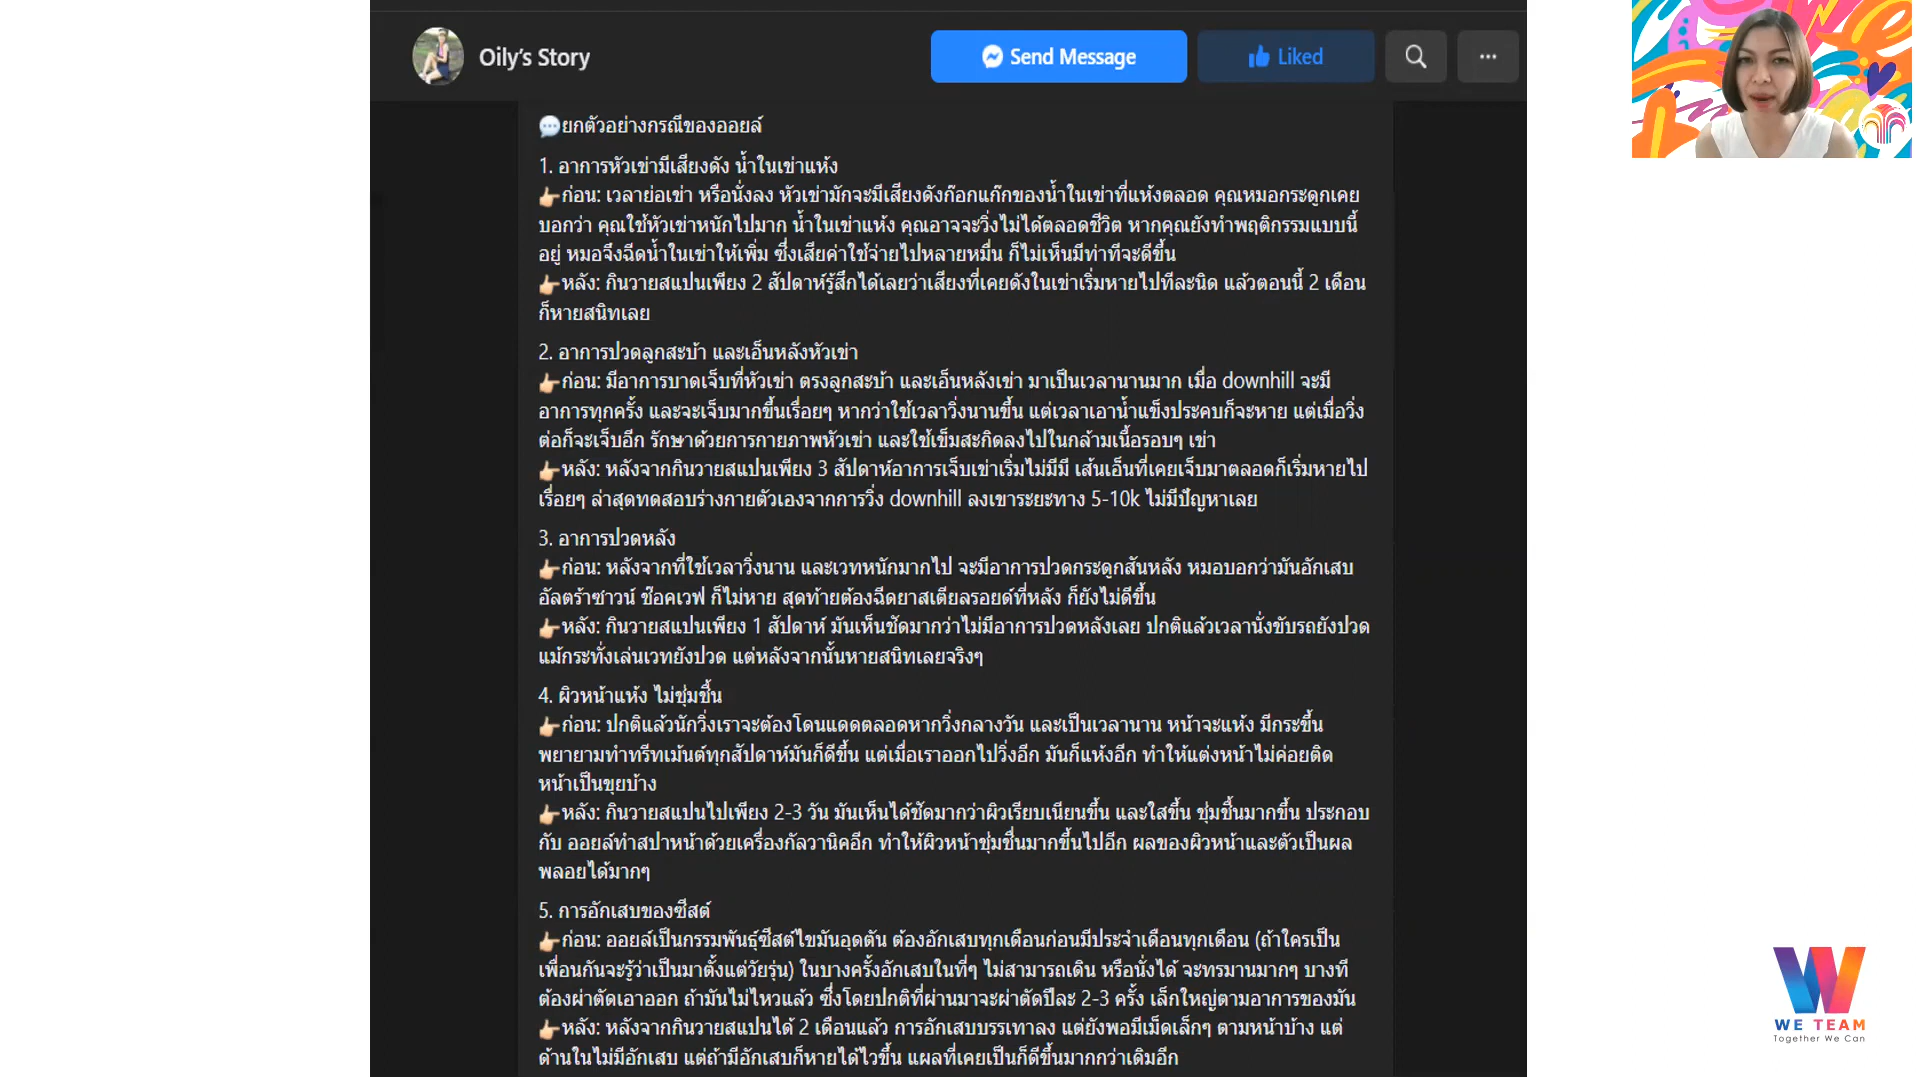 Oily's Story
Send Message
Liked
ยกตัวอย่างกรณีของออยล์
1. อาการหัวเข่ามีเสียงดัง น้ำในเข่าแห้ง
ก่อน: เวลาย่อเข่า หรือนั่งลง หัวเข่ามักจะมีเสียงดังก๊อกแก๊กของน้ำในเข่าที่แห้งตลอด คุณหมอกระดูกเคย
บอกว่า คุณใช้หัวเข่าหนักไปมาก น้ำในเข่าแห้ง คุณอาจจะวิ่งไม่ได้ตลอดชีวิต หากคุณยังทำพฤติกรรมแบบนี้
อยู่ หมอจึงฉีดน้ำในเข่าให้เพิ่ม ซึ่งเสียค่าใช้จ่ายไปหลายหมื่น ก็ไม่เห็นมีท่าทีจะดีขึ้น
หลัง: กินวายสแปนเพียง 2 สัปดาห์รู้สึกได้เลยว่าเสียงที่เคยดังในเข่าเริ่มหายไปทีละนิด แล้วตอนนี้ 2 เดือน
ก็หายสนิทเลย
2. อาการปวดลูกสะบ้า และเอ็นหลังหัวเข่า
ก่อน: มีอาการบาดเจ็บที่หัวเข่า ตรงลูกสะบ้า และเอ็นหลังเข่า มาเป็นเวลานานมาก เมื่อ downhill จะมี
อาการทุกครั้ง และจะเจ็บมากขึ้นเรื่อยๆ หากว่าใช้เวลาวิ่งนานขึ้น แต่เวลาเอาน้ำแข็งประคบก็จะหาย แต่เมื่อวิ่ง
ต่อก็จะเจ็บอีก รักษาด้วยการกายภาพหัวเข่า และใช้เข็มสะกิดลงไปในกล้ามเนื้อรอบๆ เข่า
หลัง: หลังจากกินวายสแปนเพียง 3 สัปดาห์อาการเจ็บเข่าเริ่มไม่มีมี เส้นเอ็นที่เคยเจ็บมาตลอดก็เริ่มหายไป
เรื่อยๆ ล่าสุดทดสอบร่างกายตัวเองจากการวิ่ง downhill ลงเขาระยะทาง 5-10k ไม่มีปัญหาเลย
3. อาการปวดหลัง
ก่อน: หลังจากที่ใช้เวลาวิ่งนาน และเวทหนักมากไป จะมีอาการปวดกระดูกสันหลัง หมอบอกว่ามันอักเสบ
อัลตร้าซาวน์ ช๊อคเวฟ ก็ไม่หาย สุดท้ายต้องฉีดยาสเตียลรอยด์ที่หลัง ก็ยังไม่ดีขึ้น
หลัง: กินวายสแปนเพียง 1 สัปดาห์ มันเห็นชัดมากว่าไม่มีอาการปวดหลังเลย ปกติแล้วเวลานั่งขับรถยังปวด
แม้กระทั่งเล่นเวทยังปวด แต่หลังจากนั้นหายสนิทเลยจริงๆ
4. ผิวหน้าแห้ง ไม่ชุ่มชื้น
ก่อน: ปกติแล้วนักวิ่งเราจะต้องโดนแดดตลอดหากวิ่งกลางวัน และเป็นเวลานาน หน้าจะแห้ง มีกระขึ้น
พยายามทำทรีทเม้นต์ทุกสัปดาห์มันก็ดีขึ้น แต่เมื่อเราออกไปวิ่งอีก มันก็แห้งอีก ทำให้แต่งหน้าไม่ค่อยติด
หน้าเป็นขุยบ้าง
หลัง: กินวายสแปนไปเพียง 2-3 วัน มันเห็นได้ชัดมากว่าผิวเรียบเนียนขึ้น และใสขึ้น ชุ่มชื้นมากขึ้น ประกอบ
กับ ออยล์ทำสปาหน้าด้วยเครื่องกัลวานิคอีก ทำให้ผิวหน้าชุ่มชื่นมากขึ้นไปอีก ผลของผิวหน้าและตัวเป็นผล
พลอยได้มากๆ
5. การอักเสบของซีสต์
ก่อน: ออยล์เป็นกรรมพันธุ์ซีสต์ไขมันอุดตัน ต้องอักเสบทุกเดือนก่อนมีประจำเดือนทุกเดือน (ถ้าใครเป็น
เพื่อนกันจะรู้ว่าเป็นมาตั้งแต่วัยรุ่น) ในบางครั้งอักเสบในที่ๆ ไม่สามารถเดิน หรือนั่งได้ จะทรมานมากๆ บางที
ต้องผ่าตัดเอาออก ถ้ามันไม่ไหวแล้ว ซึ่งโดยปกติที่ผ่านมาจะผ่าตัดปีละ 2-3 ครั้ง เล็กใหญ่ตามอาการของมัน
หลัง: หลังจากกินวายสแปนได้ 2 เดือนแล้ว การอักเสบบรรเทาลง แต่ยังพอมีเม็ดเล็กๆ ตามหน้าบ้าง แต่
ด้านในไม่มีอักเสบ แต่ถ้ามีอักเสบก็หายได้ไวขึ้น แผลที่เคยเป็นก็ดีขึ้นมากกว่าเดิมอีก
WE TEAM
Together We Can